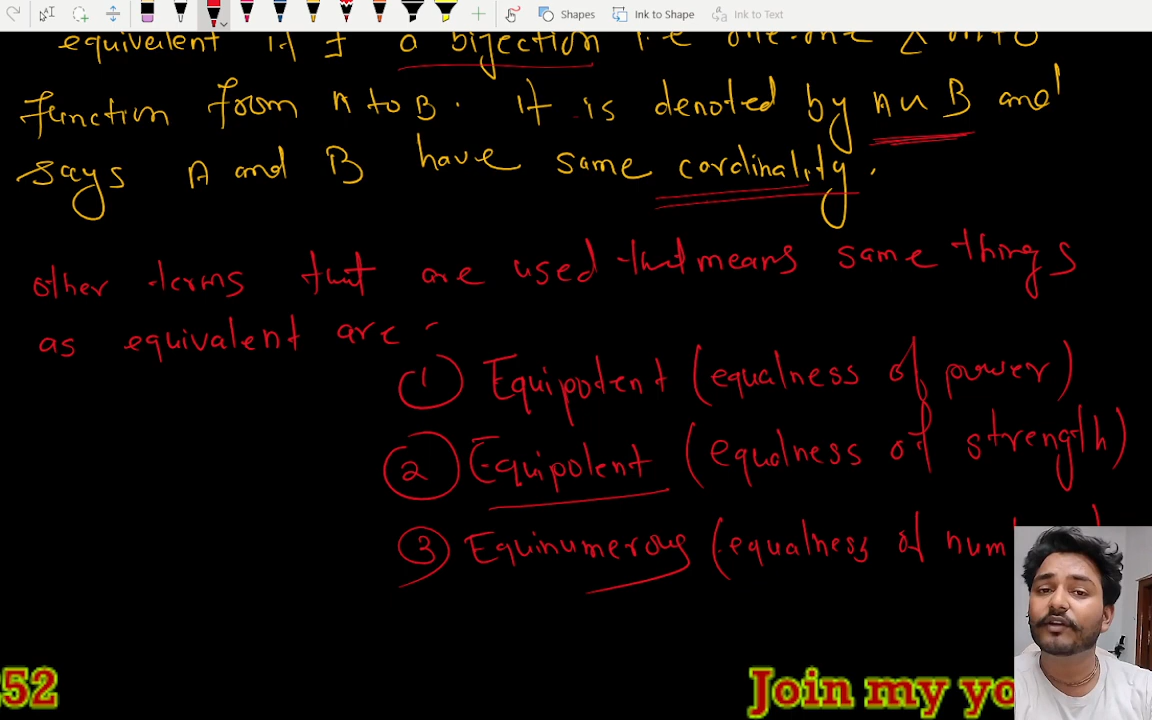 Shapes Ink to Shape Ink to Text
equivalent if ∃ a bijection i.e one-one & onto
function from A to B. It is denoted by A ~ B and
says A and B have same cardinality.
other terms that are used that means same things
as equivalent are
① Equipotent (equalness of power)
② Equipolent (equalness of strength)
③ Equinumerous (equalness of num
52 Join my yo